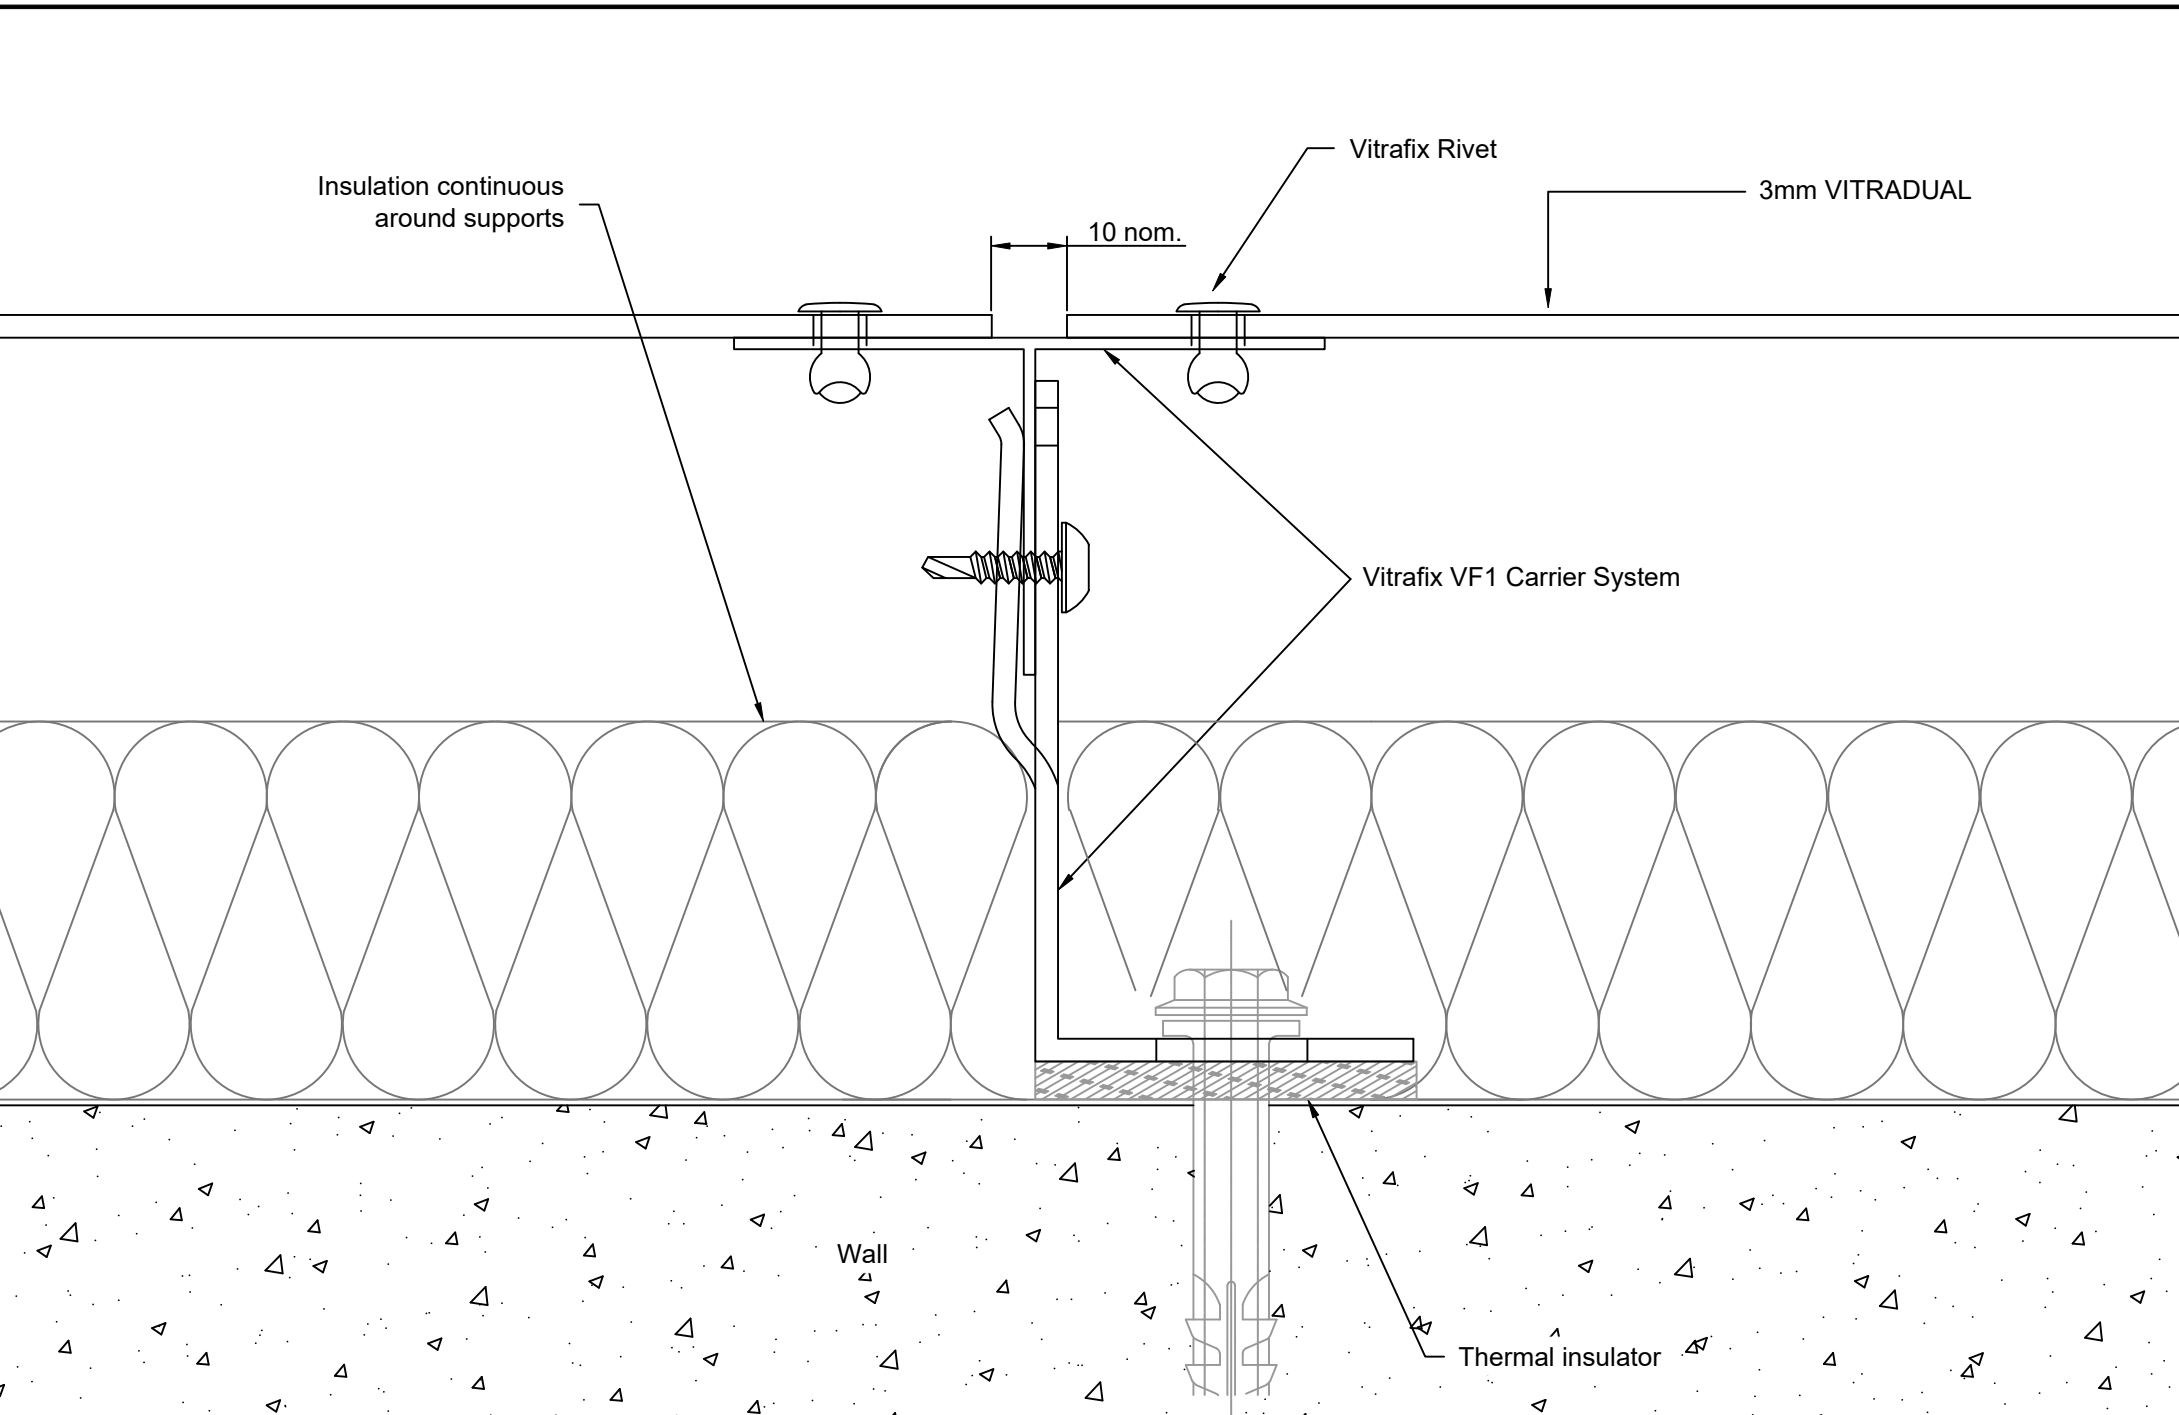 Vitrafix Rivet
Insulation continuous
around supports
3mm VITRADUAL
10 nom.
Vitrafix VF1 Carrier System
Wall
Thermal insulator